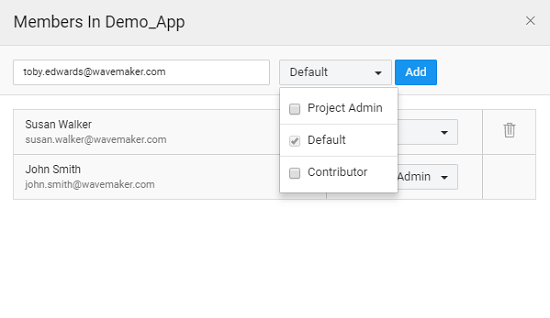 Members In Demo_App
toby.edwards@wavemaker.com
Default
Add
Project Admin
Default
Contributor
Susan Walker
susan.walker@wavemaker.com
John Smith
john.smith@wavemaker.com
Admin